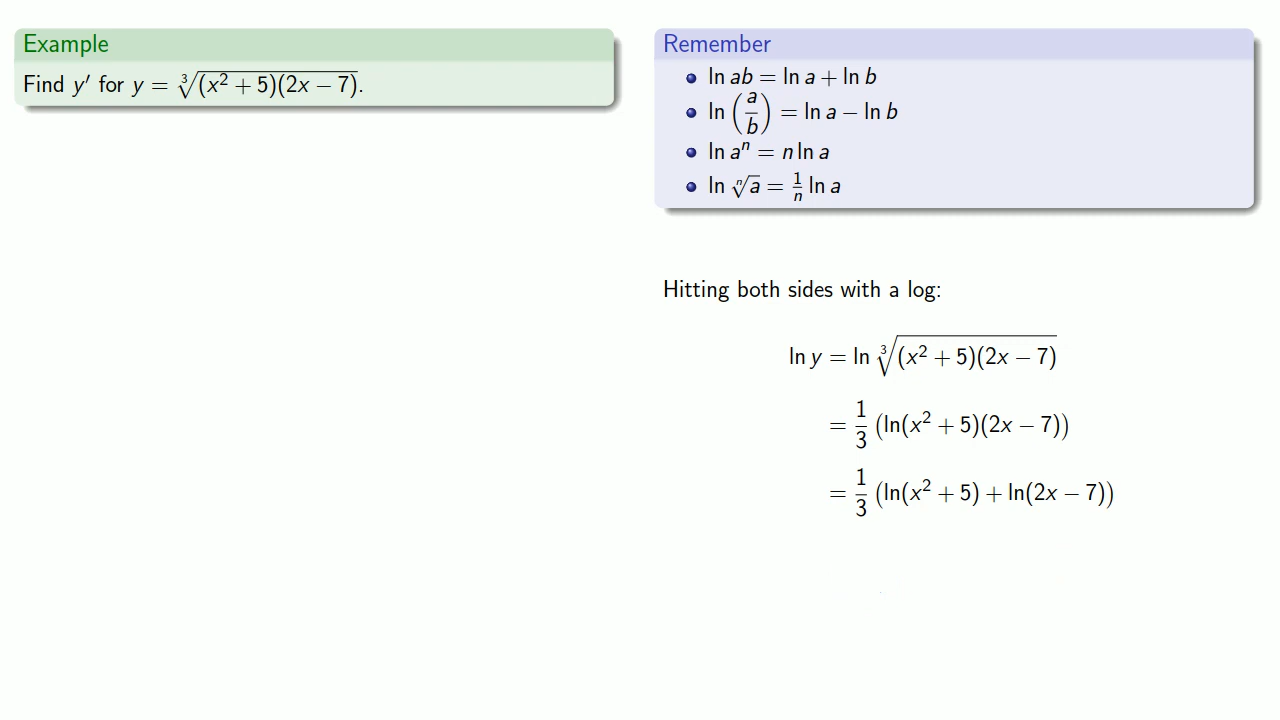 Example
Find y′ for y = ∛((x² + 5)(2x − 7)).
Remember
• ln ab = ln a + ln b
• ln (a/b) = ln a − ln b
• ln aⁿ = n ln a
• ln ⁿ√a = 1/n ln a
Hitting both sides with a log:
ln y = ln ∛((x² + 5)(2x − 7))
= 1/3 (ln(x² + 5)(2x − 7))
= 1/3 (ln(x² + 5) + ln(2x − 7))